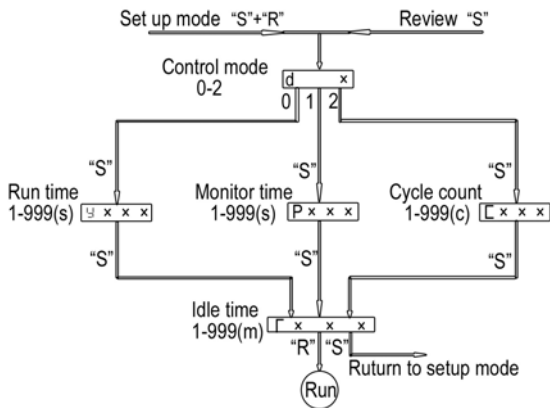 Set up mode “S”+“R” Review “S”
Control mode
0-2
d x
0 1 2
“S” “S” “S”
Run time Monitor time Cycle count
1-999(s) 1-999(s) 1-999(c)
y x x x P x x x C x x x
“S” “S” “S”
Idle time
1-999(m)
Γ x x x
“R” “S”
Ruturn to setup mode
Run